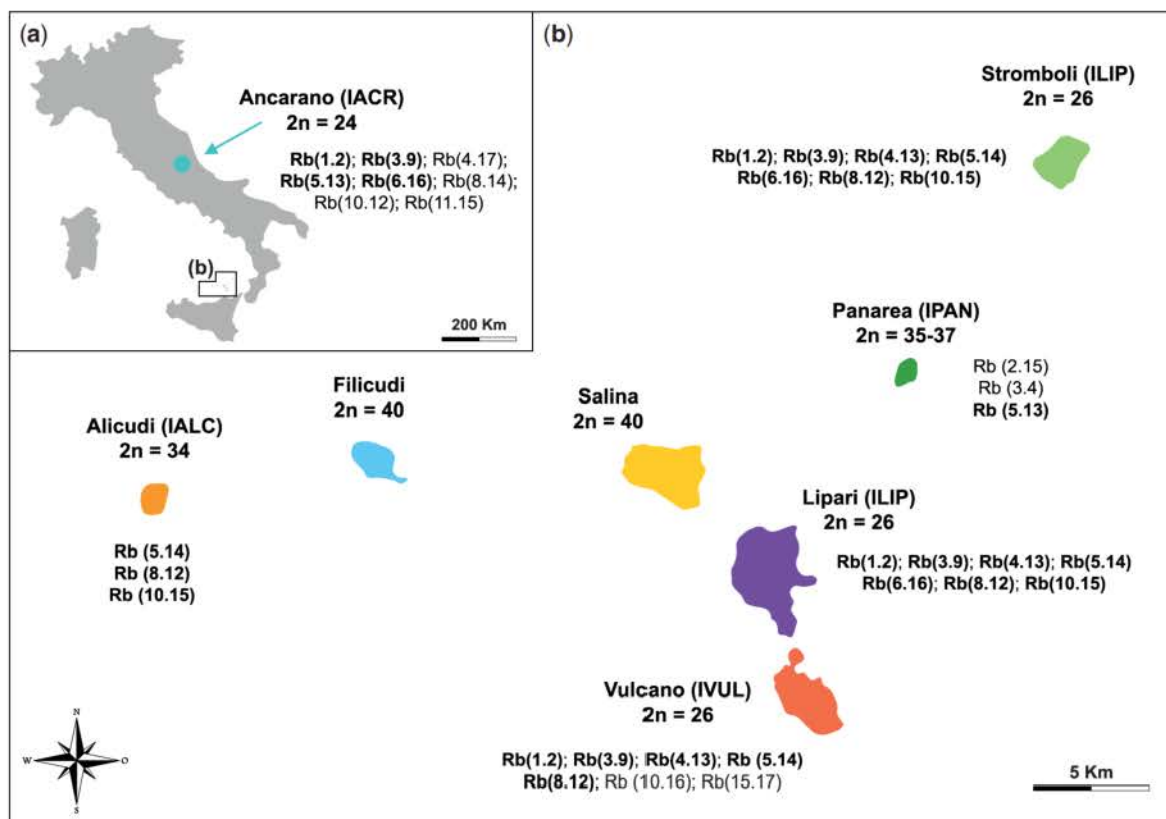 (a)
Ancarano (IACR)
2n = 24
Rb(1.2); Rb(3.9); Rb(4.17);
Rb(5.13); Rb(6.16); Rb(8.14);
Rb(10.12); Rb(11.15)
(b)
200 Km
(b)
Stromboli (ILIP)
2n = 26
Rb(1.2); Rb(3.9); Rb(4.13); Rb(5.14)
Rb(6.16); Rb(8.12); Rb(10.15)
Panarea (IPAN)
2n = 35-37
Rb (2.15)
Rb (3.4)
Rb (5.13)
Filicudi
2n = 40
Salina
2n = 40
Alicudi (IALC)
2n = 34
Rb (5.14)
Rb (8.12)
Rb (10.15)
Lipari (ILIP)
2n = 26
Rb(1.2); Rb(3.9); Rb(4.13); Rb(5.14)
Rb(6.16); Rb(8.12); Rb(10.15)
Vulcano (IVUL)
2n = 26
Rb(1.2); Rb(3.9); Rb(4.13); Rb (5.14)
Rb(8.12); Rb (10.16); Rb(15.17)
N
W O
S
5 Km